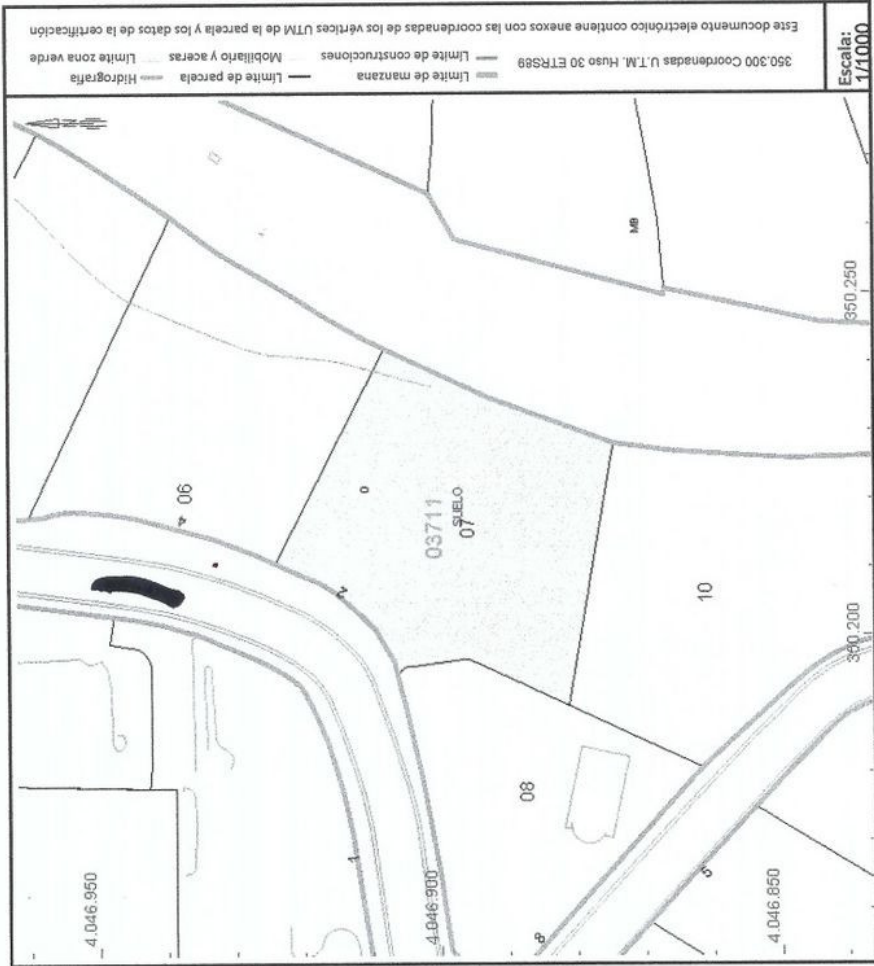 4.046.950
4.046.900
4.046.850
1
8
5
08
06
4
2
0
03711
SUELO
07
10
MB
350.200
350.250
350.300 Coordenadas U.T.M. Huso 30 ETRS89
Límite de manzana
Límite de construcciones
Límite de parcela
Mobiliario y aceras
Hidrografía
Límite zona verde
Este documento electrónico contiene anexos con las coordenadas de los vértices UTM de la parcela y los datos de la certificación
Escala:
1/1000
N